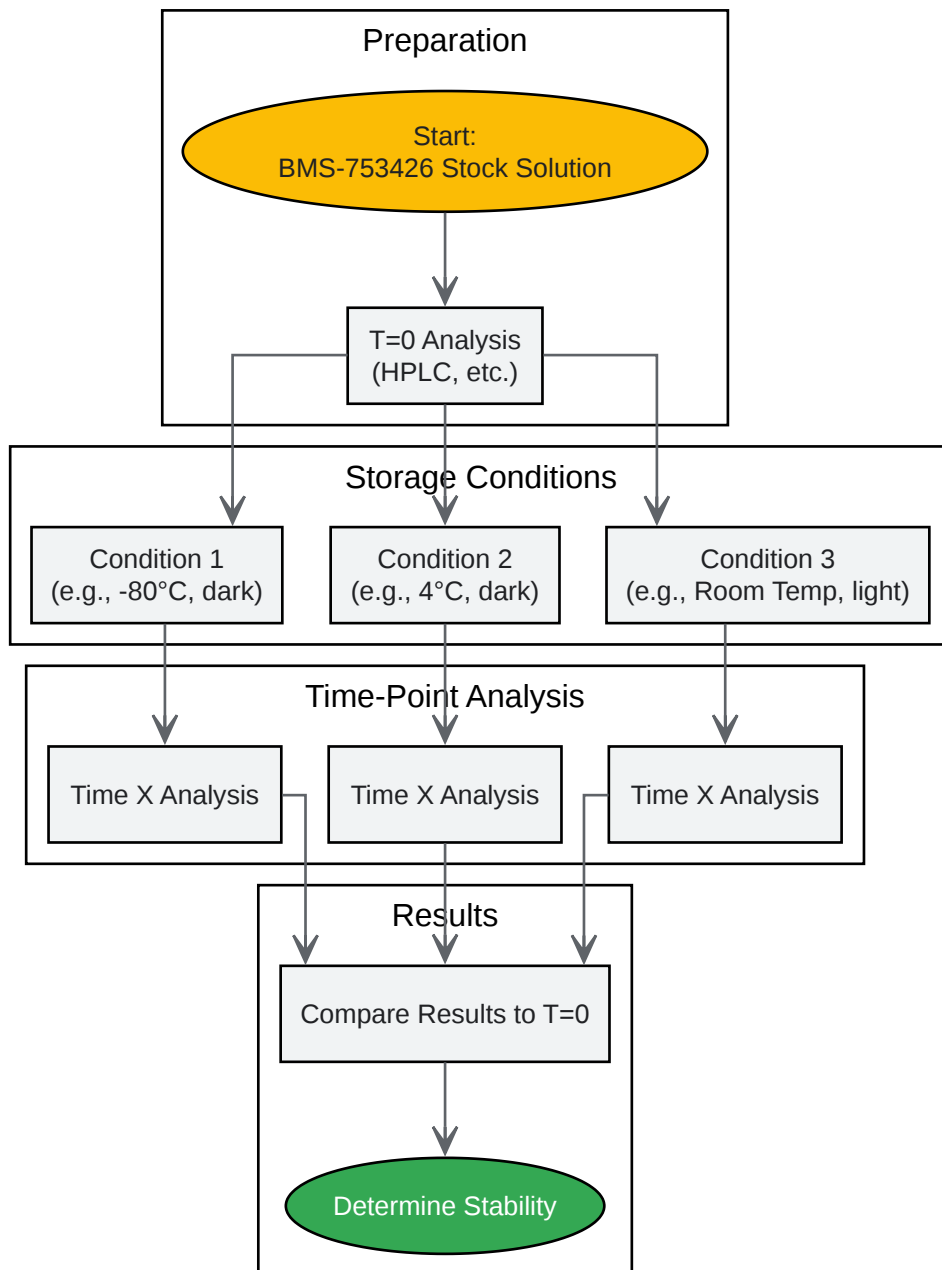 Preparation
Start:
BMS-753426 Stock Solution
T=0 Analysis
(HPLC, etc.)
Storage Conditions
Condition 1
(e.g., -80°C, dark)
Condition 2
(e.g., 4°C, dark)
Condition 3
(e.g., Room Temp, light)
Time-Point Analysis
Time X Analysis
Time X Analysis
Time X Analysis
Results
Compare Results to T=0
Determine Stability